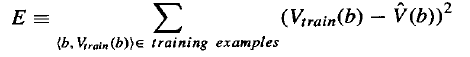 E ≡ ∑ (V_train(b) − V̂(b))²
⟨b, V_train(b)⟩∈ training examples